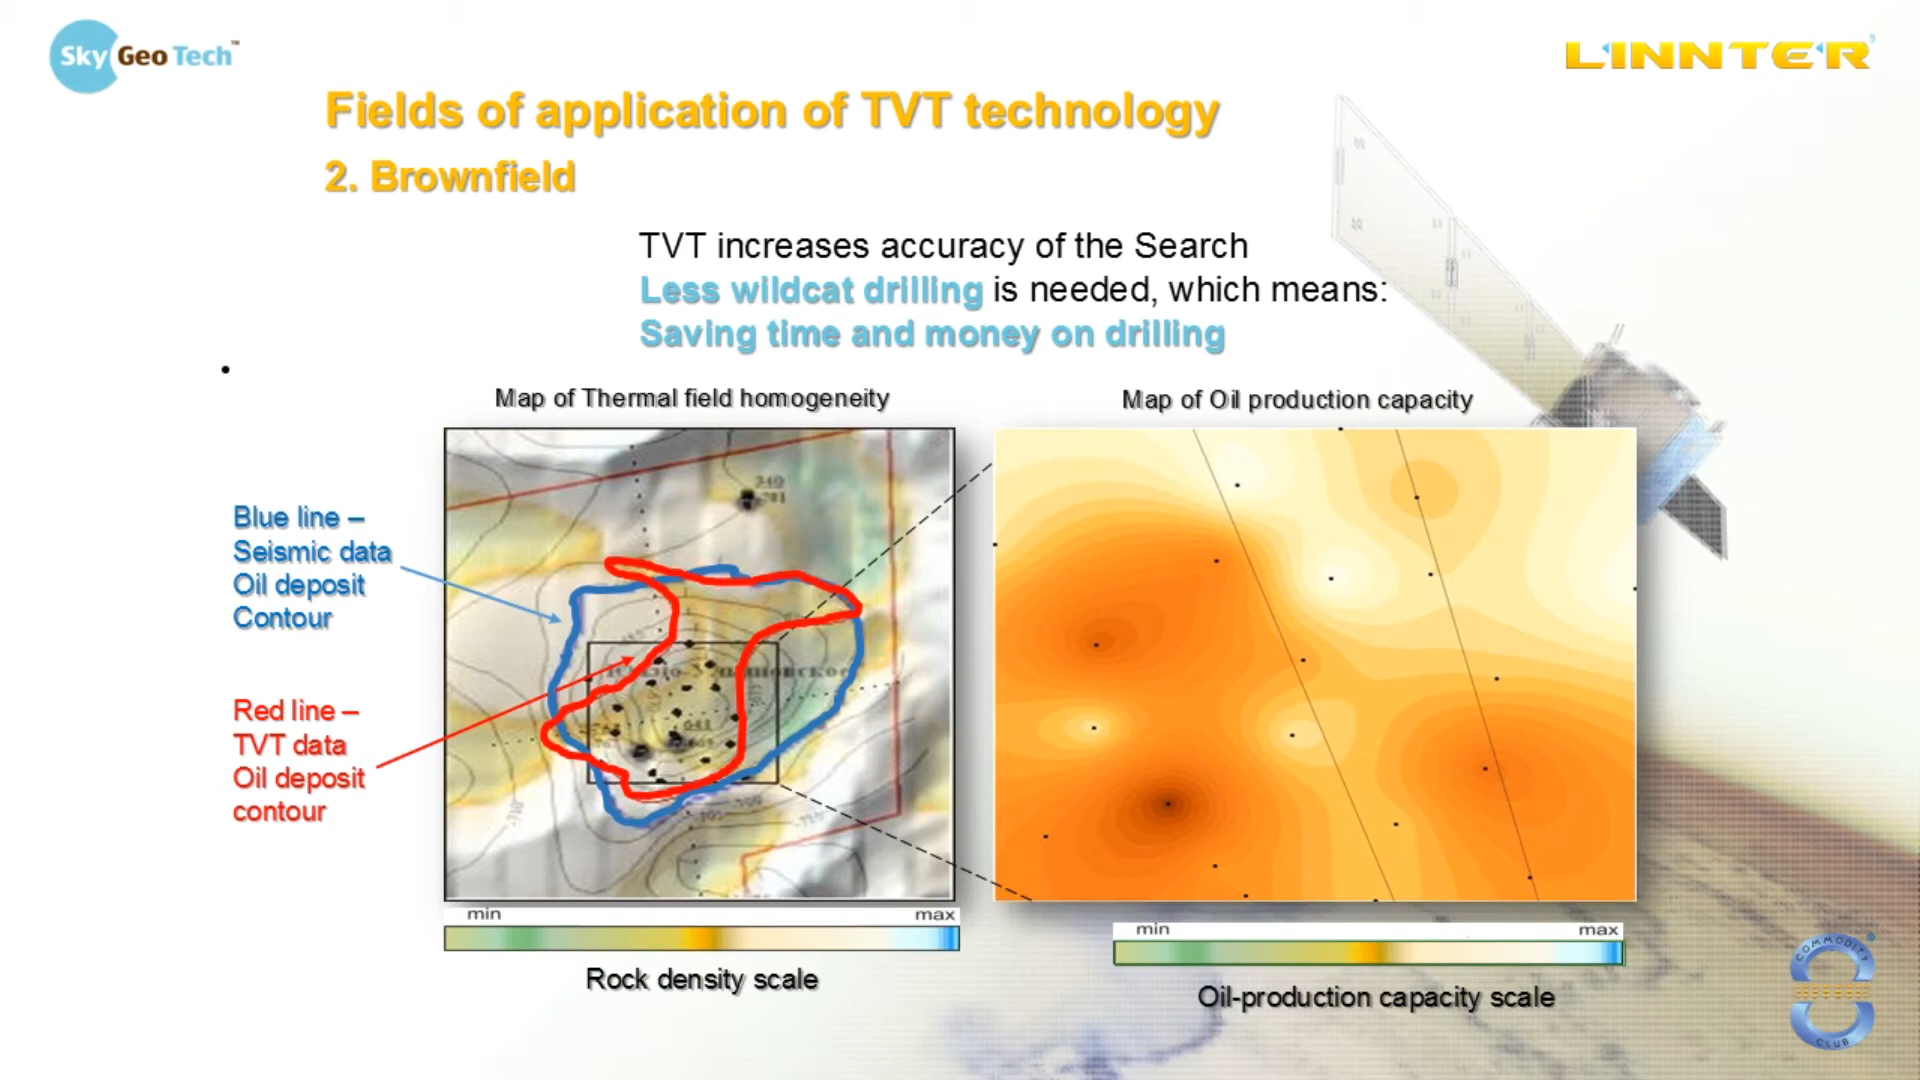 Sky Geo Tech™
LINNTER
Fields of application of TVT technology
2. Brownfield
TVT increases accuracy of the Search
Less wildcat drilling is needed, which means:
Saving time and money on drilling
•
Map of Thermal field homogeneity
Map of Oil production capacity
Blue line –
Seismic data
Oil deposit
Contour
Red line –
TVT data
Oil deposit
contour
min max
Rock density scale
min max
Oil-production capacity scale
COMMODITY
CLUB